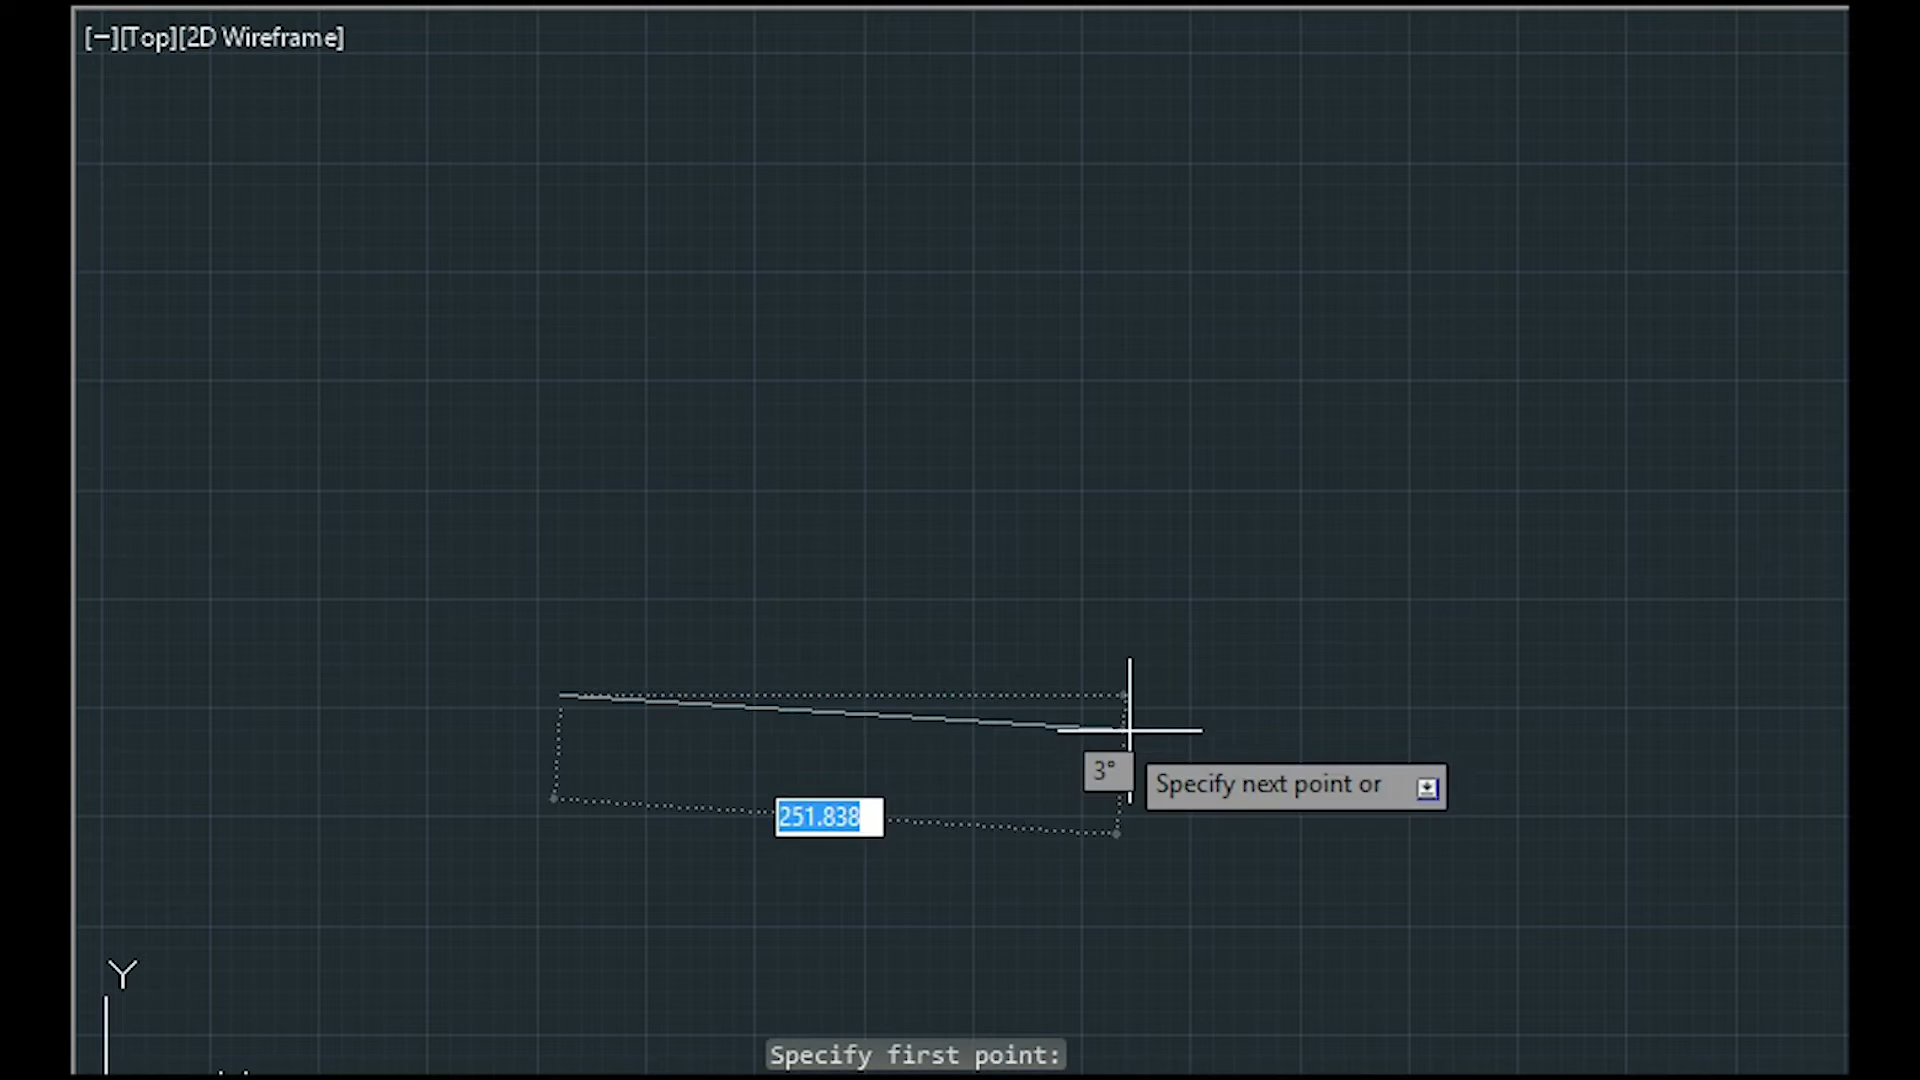 [−][Top][2D Wireframe]
3°
Specify next point or
251.838
Y
Specify first point: